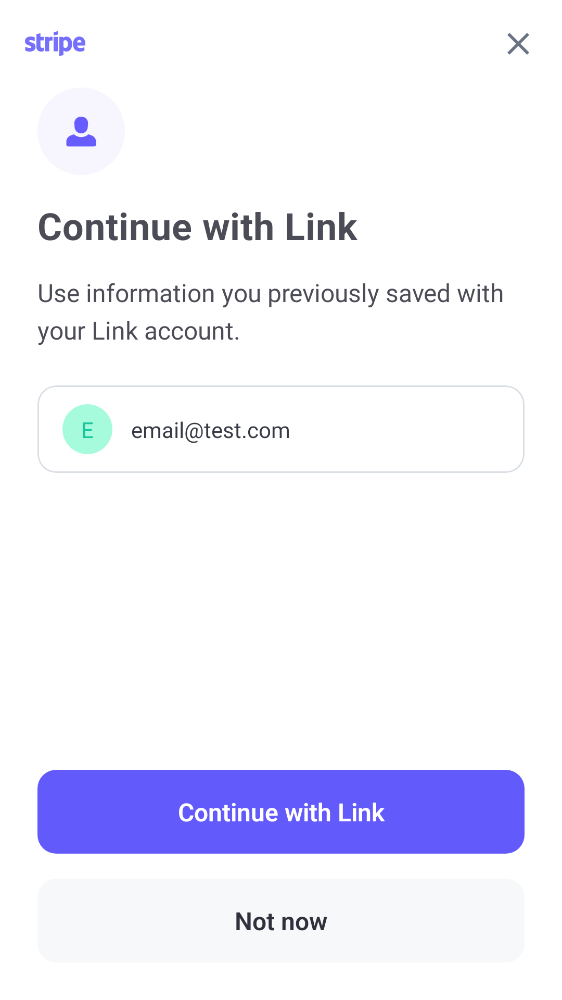 stripe
Continue with Link
Use information you previously saved with
your Link account.
E
email@test.com
Continue with Link
Not now